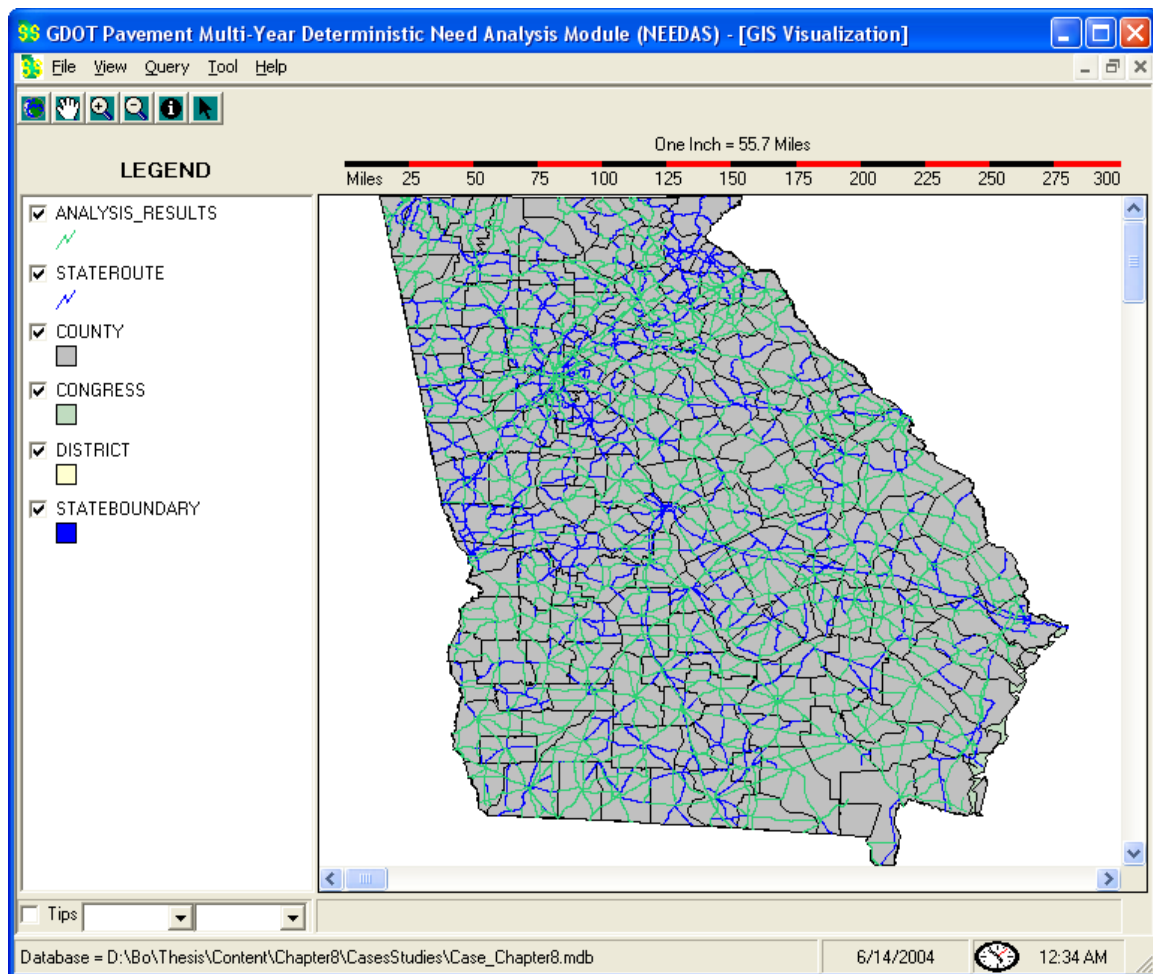 GDOT Pavement Multi-Year Deterministic Need Analysis Module (NEEDAS) - [GIS Visualization]
File View Query Tool Help
One Inch = 55.7 Miles
LEGEND
Miles 25 50 75 100 125 150 175 200 225 250 275 300
ANALYSIS_RESULTS
STATEROUTE
COUNTY
CONGRESS
DISTRICT
STATEBOUNDARY
Tips
Database = D:\Bo\Thesis\Content\Chapter8\CasesStudies\Case_Chapter8.mdb 6/14/2004 12:34 AM